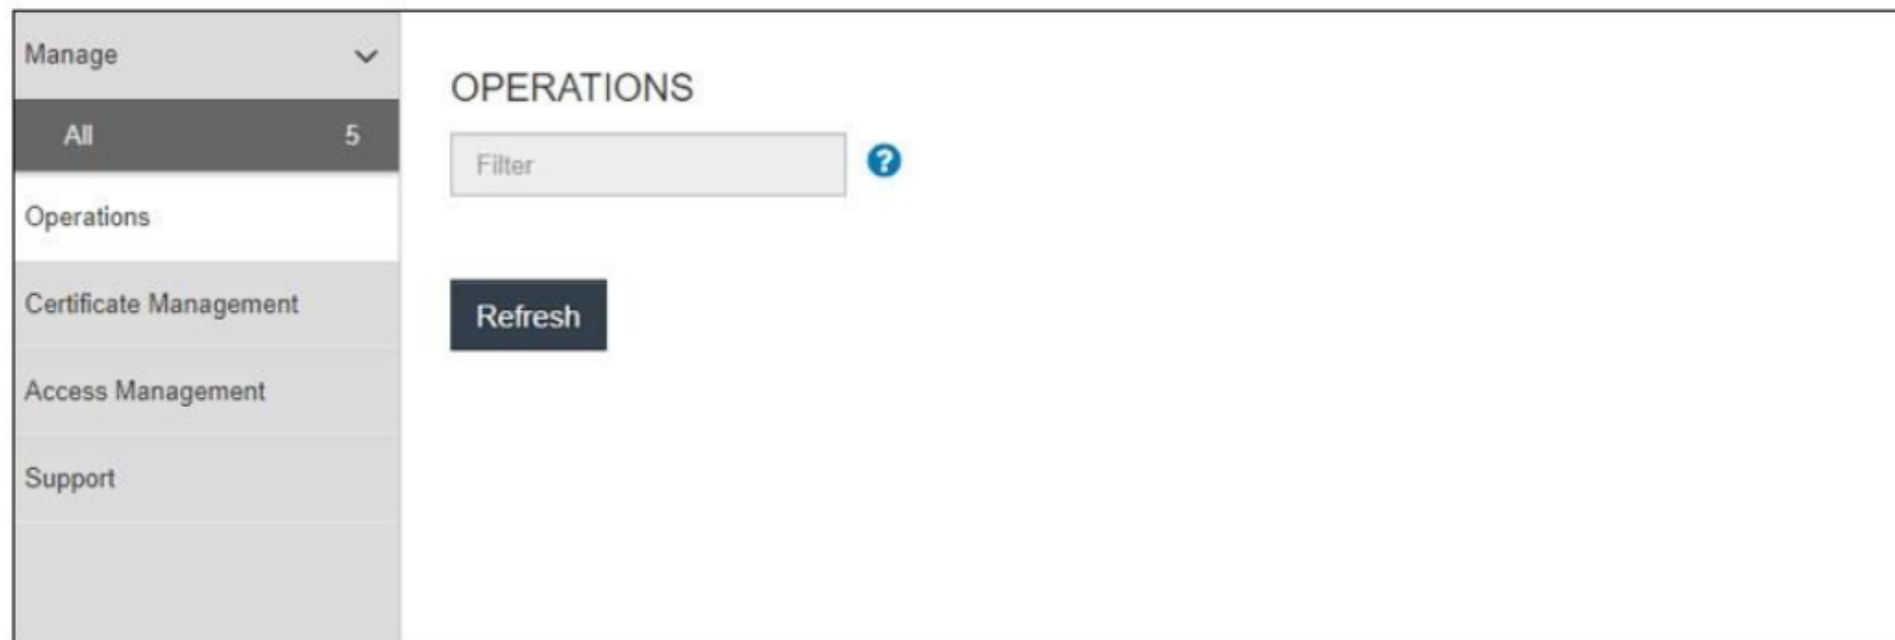 Manage
All 5
Operations
Certificate Management
Access Management
Support
OPERATIONS
Filter
?
Refresh